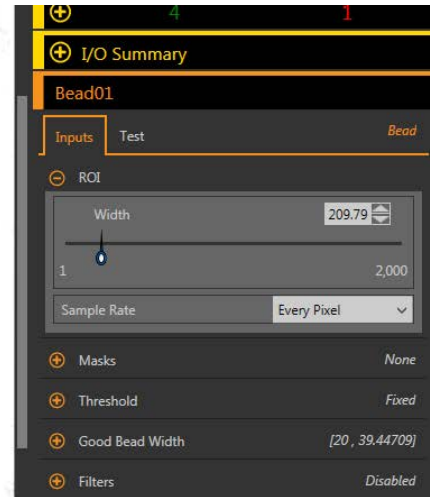 4 1
I/O Summary
Bead01
Inputs Test Bead
ROI
Width 209.79
1 2,000
Sample Rate Every Pixel
Masks None
Threshold Fixed
Good Bead Width [20 , 39.44709]
Filters Disabled